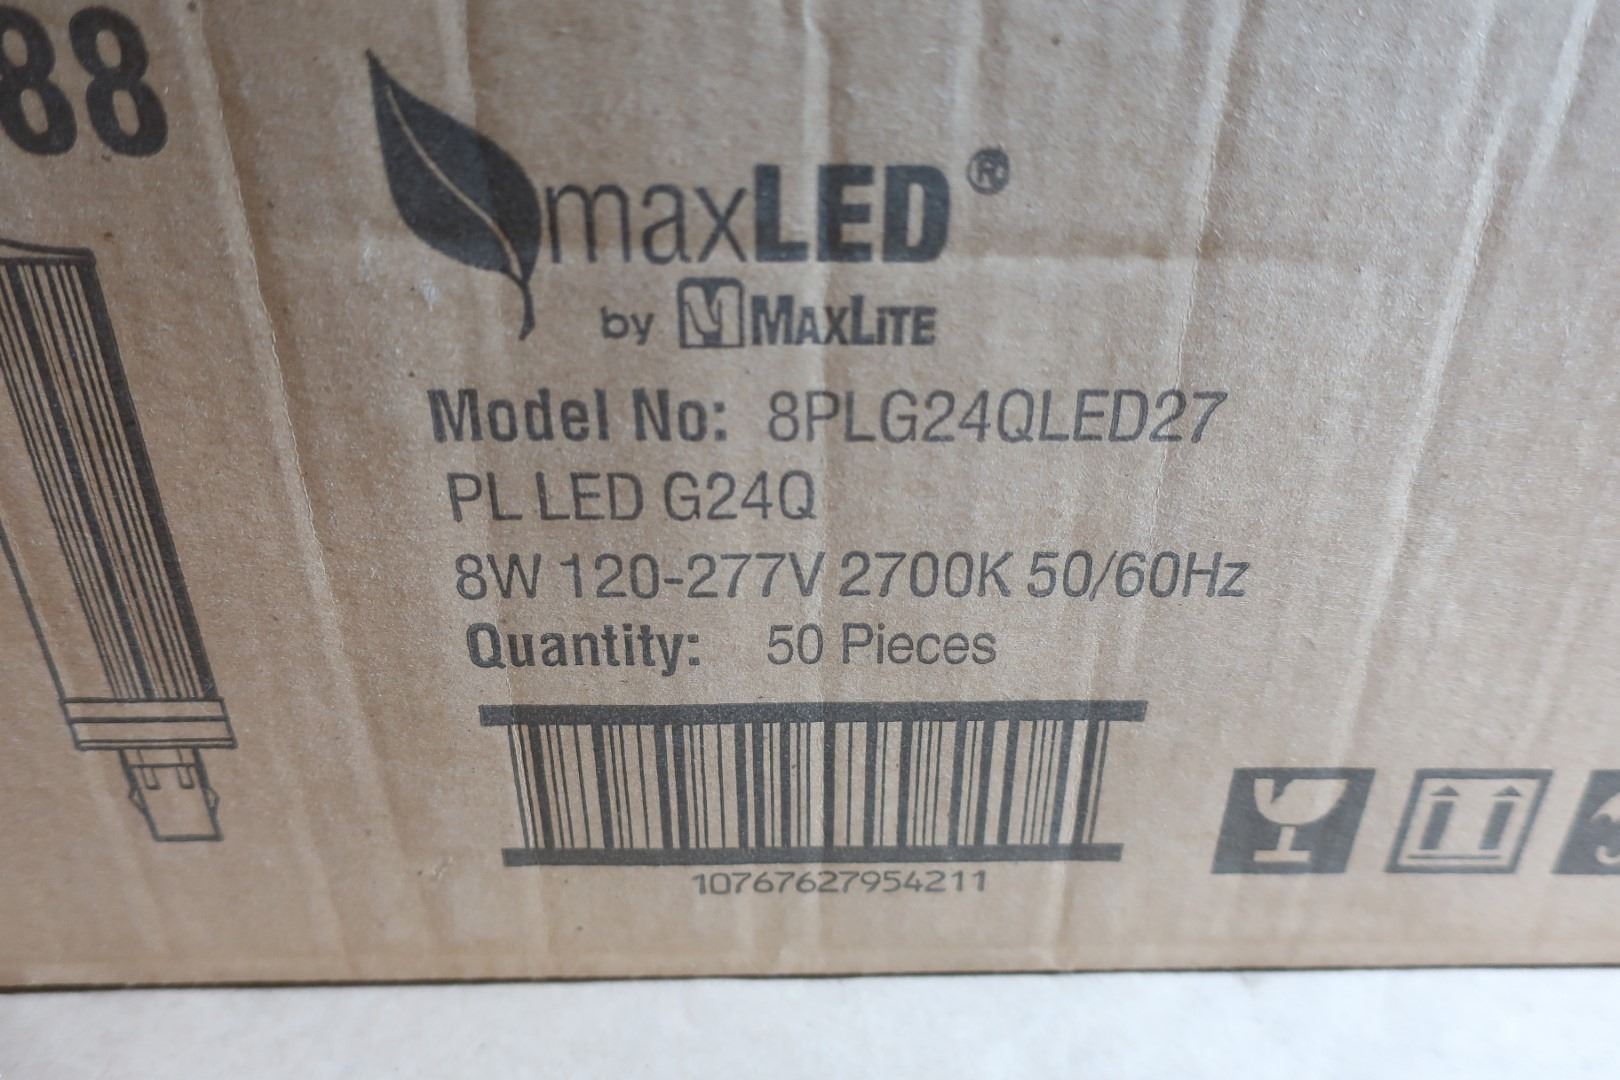 88
maxLED®
by MAXLITE
Model No: 8PLG24QLED27
PL LED G24Q
8W 120-277V 2700K 50/60Hz
Quantity: 50 Pieces
10767627954211